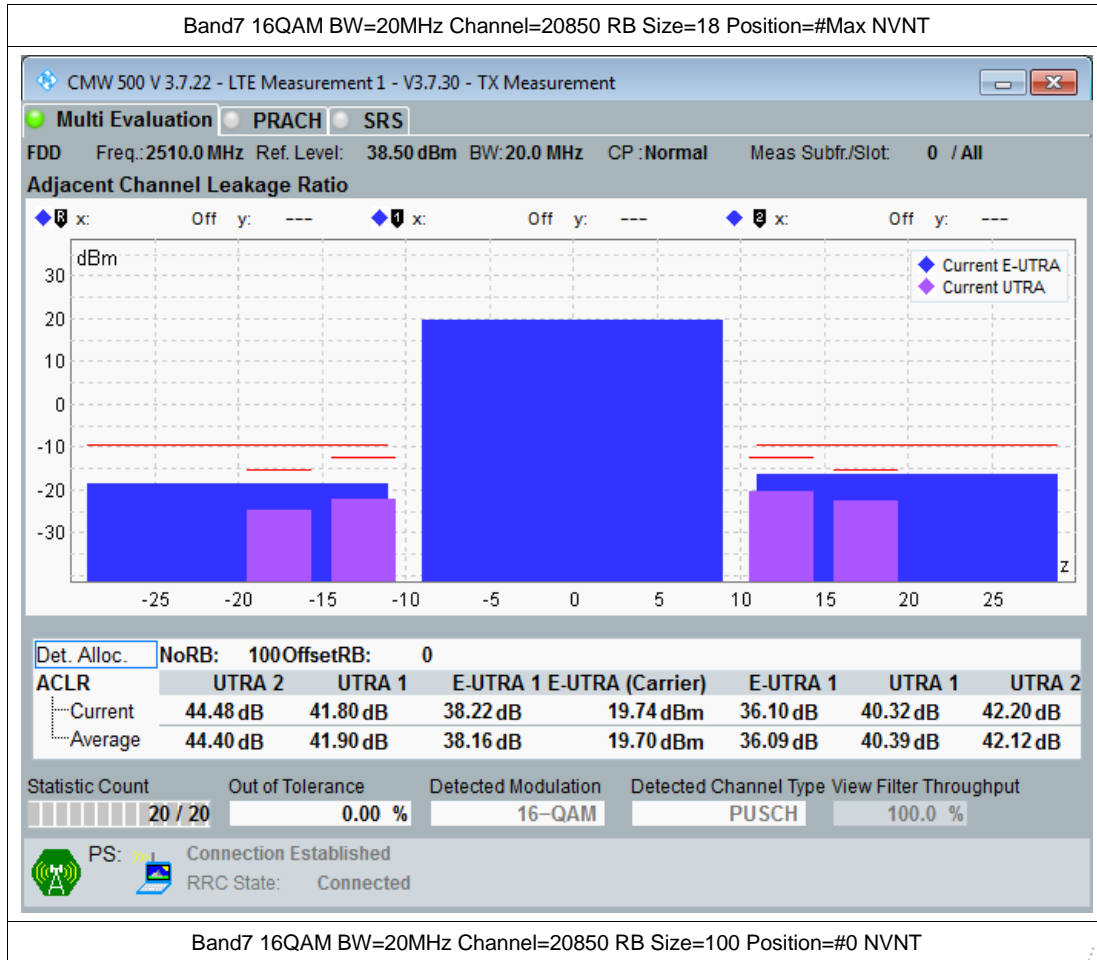 Band7 16QAM BW=20MHz Channel=20850 RB Size=18 Position=#Max NVNT
CMW 500 V 3.7.22 - LTE Measurement 1 - V3.7.30 - TX Measurement
Multi Evaluation PRACH SRS
FDD Freq.:2510.0 MHz Ref. Level: 38.50 dBm BW:20.0 MHz CP :Normal Meas Subfr./Slot: 0 / All
Adjacent Channel Leakage Ratio
R x: Off y: --- 1 x: Off y: --- 2 x: Off y: ---
dBm
Current E-UTRA
Current UTRA
30
20
10
0
-10
-20
-30
z
-25 -20 -15 -10 -5 0 5 10 15 20 25
Det. Alloc. NoRB: 100 OffsetRB: 0
ACLR UTRA 2 UTRA 1 E-UTRA 1 E-UTRA (Carrier) E-UTRA 1 UTRA 1 UTRA 2
Current 44.48 dB 41.80 dB 38.22 dB 19.74 dBm 36.10 dB 40.32 dB 42.20 dB
Average 44.40 dB 41.90 dB 38.16 dB 19.70 dBm 36.09 dB 40.39 dB 42.12 dB
Statistic Count Out of Tolerance Detected Modulation Detected Channel Type View Filter Throughput
20 / 20 0.00 % 16-QAM PUSCH 100.0 %
PS: Connection Established
RRC State: Connected
Band7 16QAM BW=20MHz Channel=20850 RB Size=100 Position=#0 NVNT